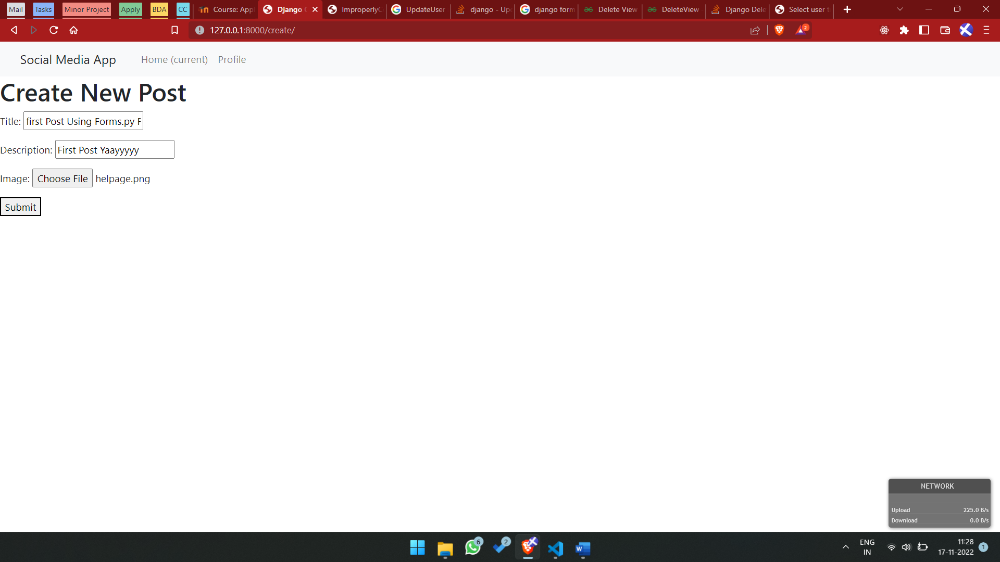 Mail Tasks Minor Project Apply BDA CC Course: App Django ImproperlyC UpdateUser django - Up django form Delete View DeleteView Django Dele Select user t
127.0.0.1:8000/create/ 2
Social Media App Home (current) Profile
Create New Post
Title: first Post Using Forms.py F
Description: First Post Yaayyyyy
Image: Choose File helpage.png
Submit
NETWORK
Upload 225.0 B/s
Download 0.0 B/s
6 2 W
ENG
IN
11:28
17-11-2022
1